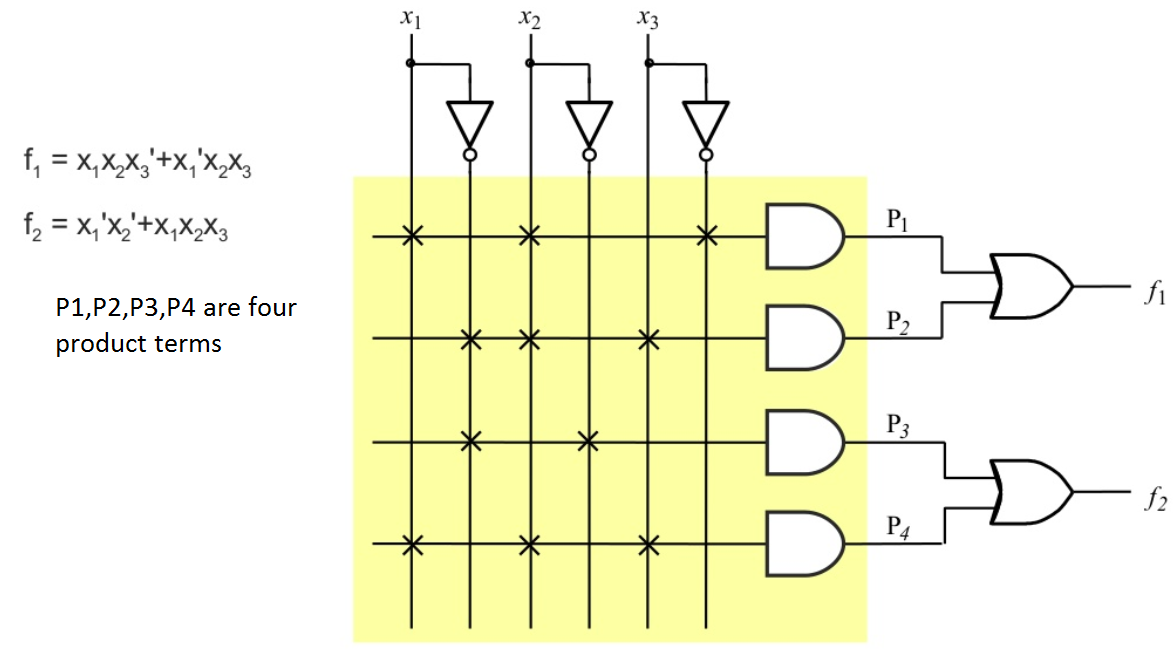 x₁ x₂ x₃
f₁ = x₁x₂x₃'+x₁'x₂x₃
f₂ = x₁'x₂'+x₁x₂x₃
P1,P2,P3,P4 are four
product terms
P₁
f₁
P₂
P₃
f₂
P₄